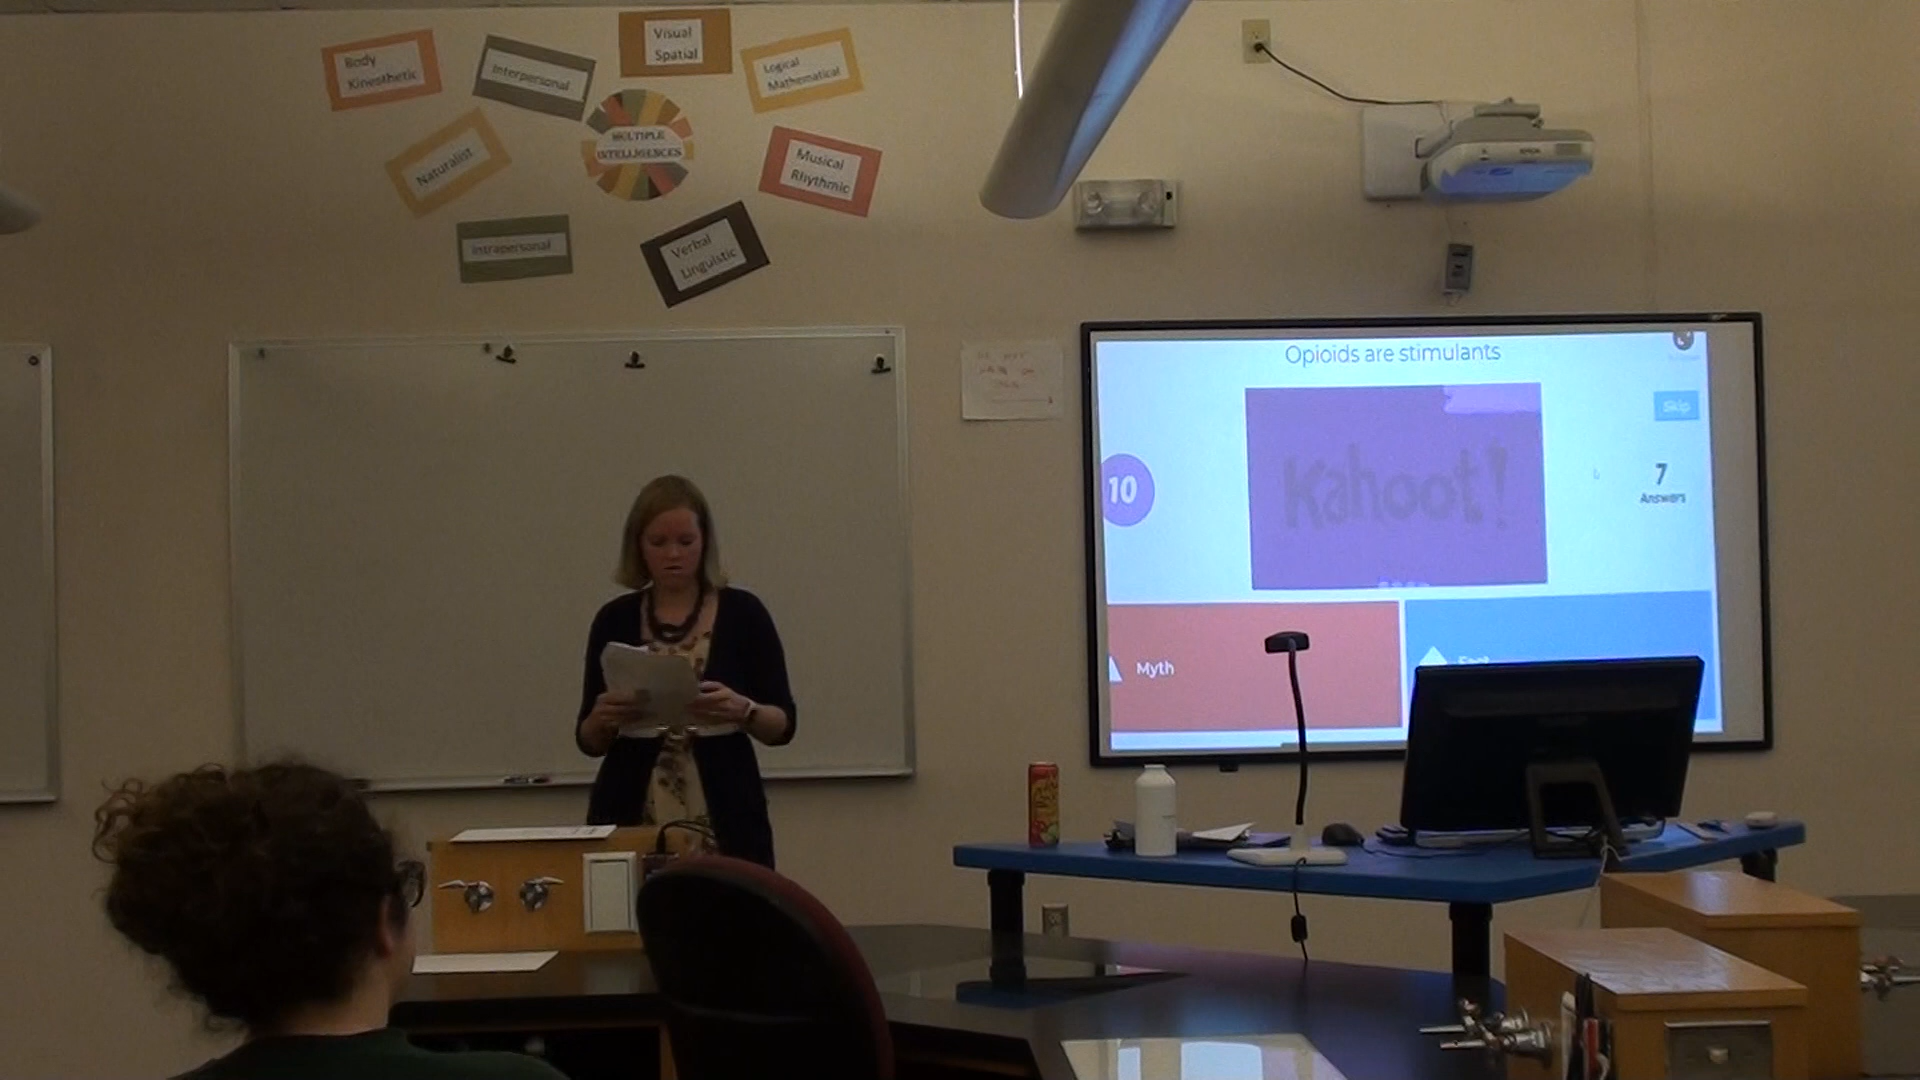 Body
Kinesthetic
Interpersonal
Visual
Spatial
Logical
Mathematical
Naturalist
MULTIPLE
INTELLIGENCES
Musical
Rhythmic
Intrapersonal
Verbal
Linguistic
EPSON
Opioids are stimulants
Skip
Kahoot!
10
7
Answers
Myth